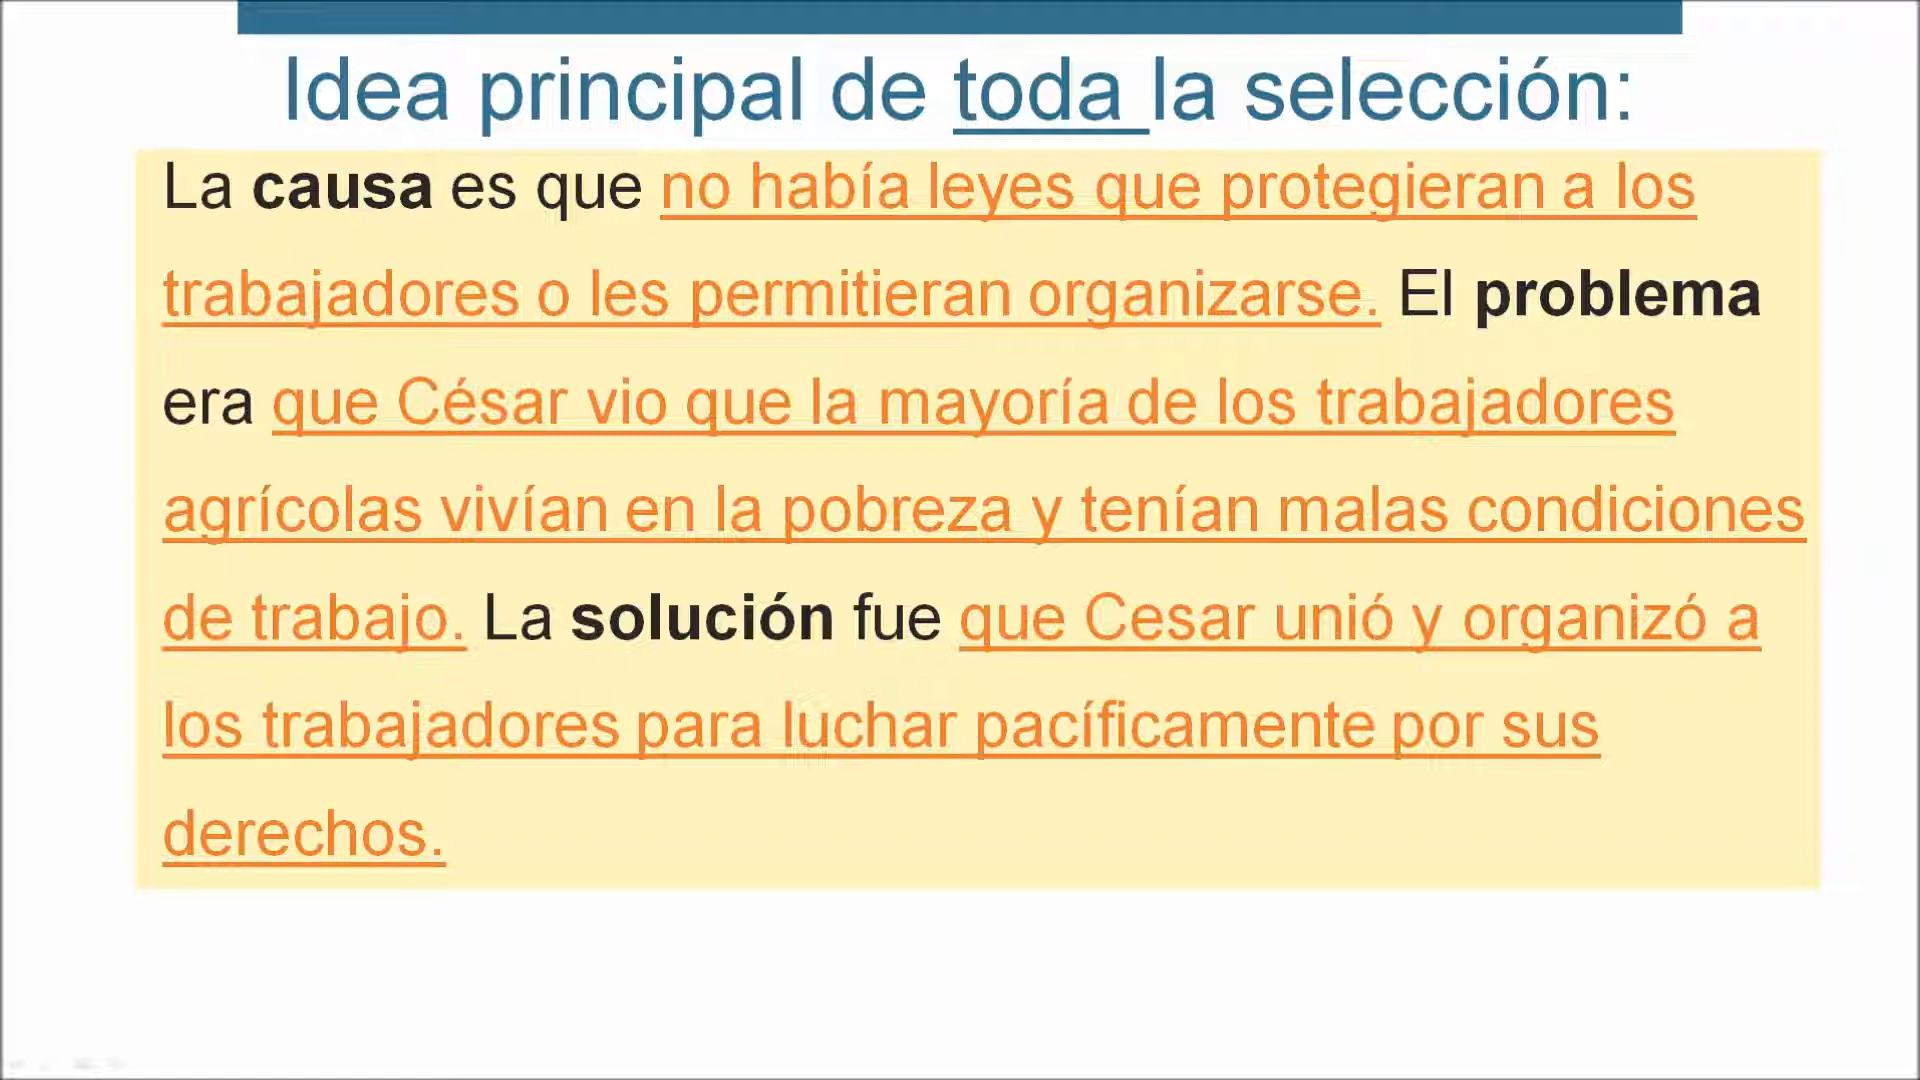 Idea principal de toda la selección:
La causa es que no había leyes que protegieran a los
trabajadores o les permitieran organizarse. El problema
era que César vio que la mayoría de los trabajadores
agrícolas vivían en la pobreza y tenían malas condiciones
de trabajo. La solución fue que Cesar unió y organizó a
los trabajadores para luchar pacíficamente por sus
derechos.